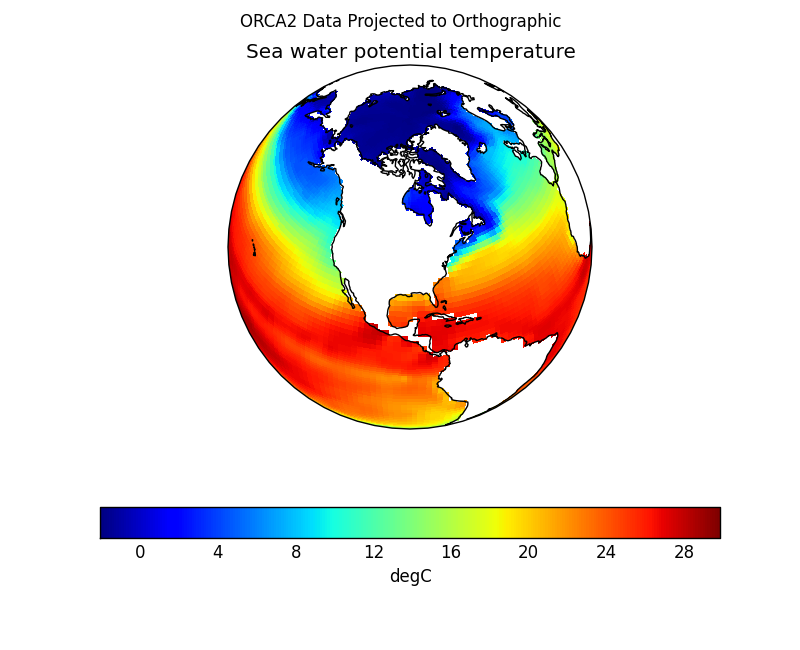 ORCA2 Data Projected to Orthographic
Sea water potential temperature
0 4 8 12 16 20 24 28
degC